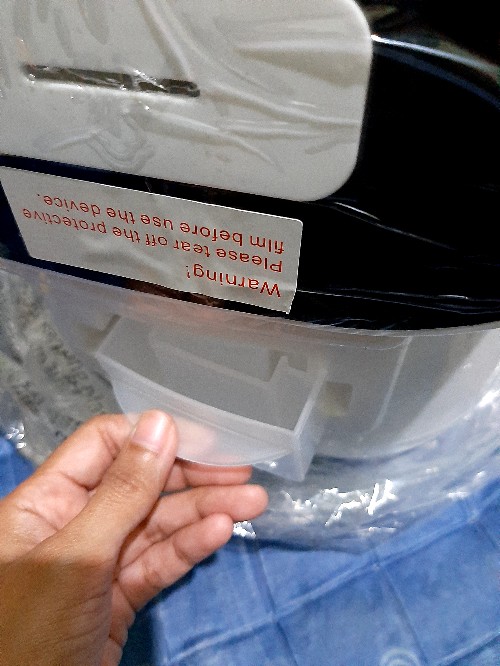 Warning!
Please tear off the protective
film before use the device.